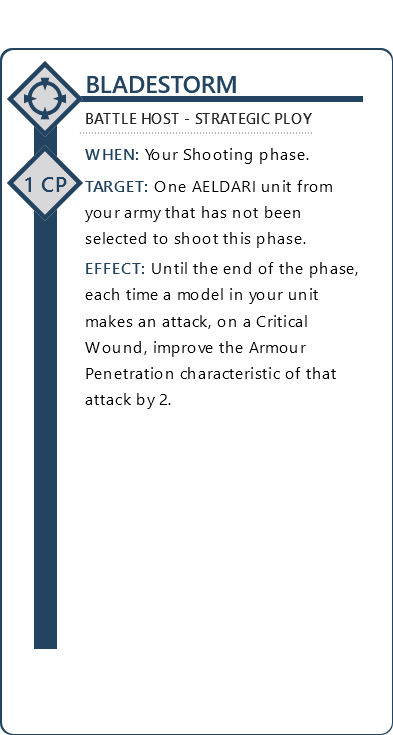 BLADESTORM
BATTLE HOST - STRATEGIC PLOY
WHEN: Your Shooting phase.
1 CP
TARGET: One AELDARI unit from
your army that has not been
selected to shoot this phase.
EFFECT: Until the end of the phase,
each time a model in your unit
makes an attack, on a Critical
Wound, improve the Armour
Penetration characteristic of that
attack by 2.